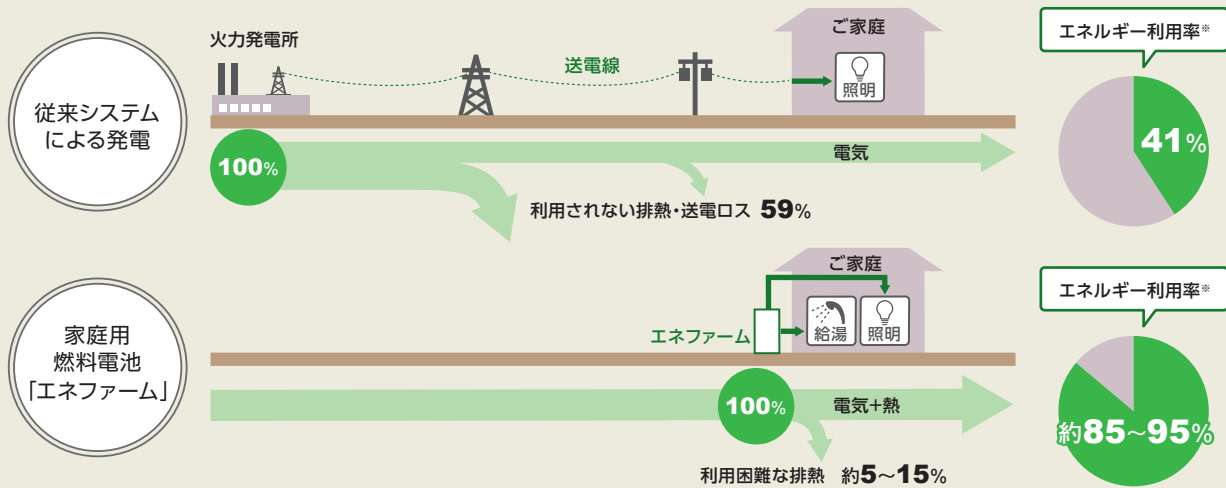 従来システム
による発電
火力発電所
送電線
ご家庭
照明
100%
電気
利用されない排熱・送電ロス 59%
エネルギー利用率※
41%
家庭用
燃料電池
「エネファーム」
エネファーム
ご家庭
給湯
照明
100%
電気+熱
利用困難な排熱 約5～15%
エネルギー利用率※
約85～95%